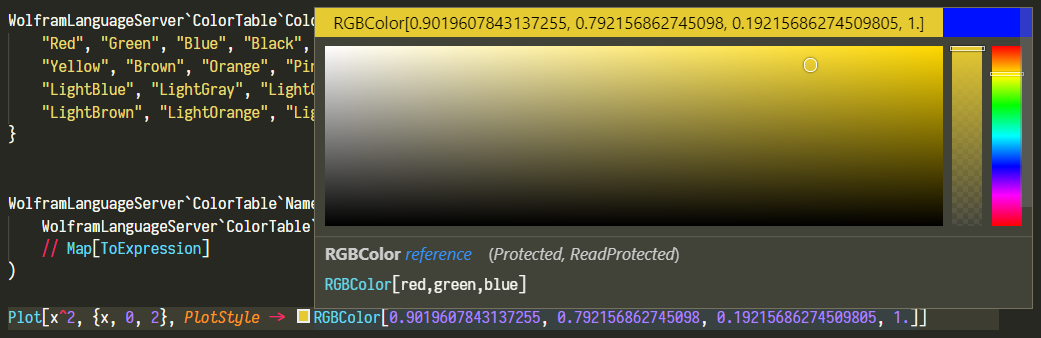 WolframLanguageServer`ColorTable`Colo
RGBColor[0.9019607843137255, 0.792156862745098, 0.19215686274509805, 1.]
"Red", "Green", "Blue", "Black",
"Yellow", "Brown", "Orange", "Pin
"LightBlue", "LightGray", "Light
"LightBrown", "LightOrange", "Lig
}
WolframLanguageServer`ColorTable`Name
WolframLanguageServer`ColorTable`
// Map[ToExpression]
)
RGBColor reference (Protected, ReadProtected)
RGBColor[red,green,blue]
Plot[x^2, {x, 0, 2}, PlotStyle -> RGBColor[0.9019607843137255, 0.792156862745098, 0.19215686274509805, 1.]]